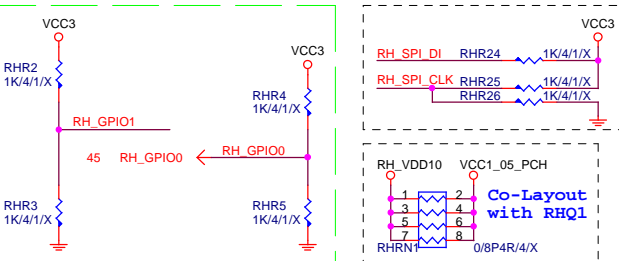 VCC3
RHR2
1K/4/1/X
RH_GPIO1
RHR3
1K/4/1/X
VCC3
RHR4
1K/4/1/X
45 RH_GPIO0 RH_GPIO0
RHR5
1K/4/1/X
VCC3
RH_SPI_DI RHR24 1K/4/1/X
RH_SPI_CLK RHR25 1K/4/1/X
RHR26 1K/4/1/X
RH_VDD10 VCC1_05_PCH
1 2
3 4
5 6
7 8
RHRN1 0/8P4R/4/X
Co-Layout
with RHQ1